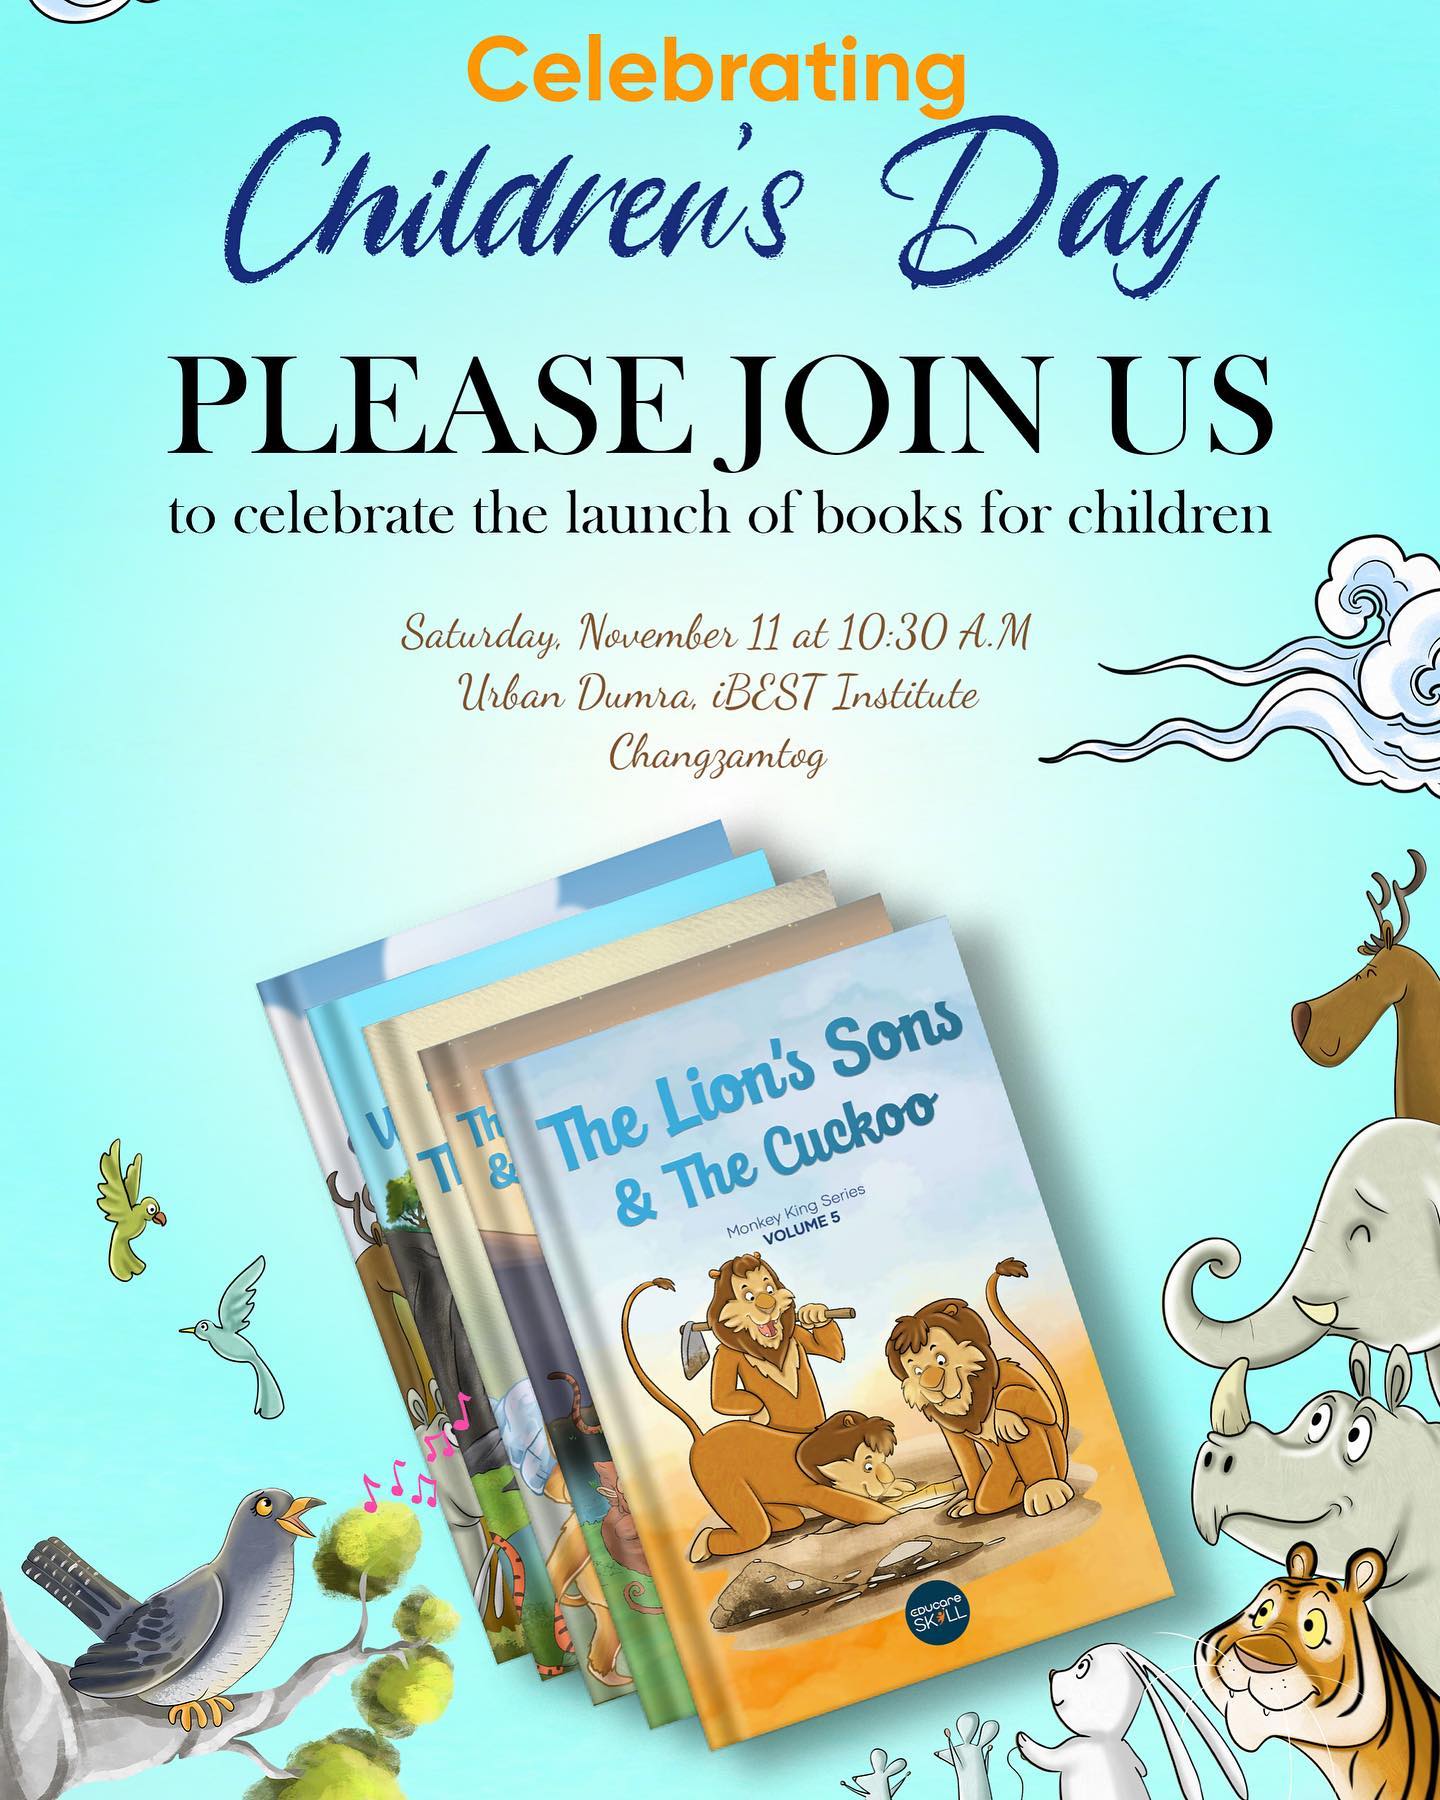 Celebrating
Children's Day
PLEASE JOIN US
to celebrate the launch of books for children
Saturday, November 11 at 10:30 A.M
Urban Dumra, iBEST Institute
Changzamtog
The Lion's Sons
& The Cuckoo
Monkey King Series
VOLUME 5
Th
&
EDUCARE
SKILL